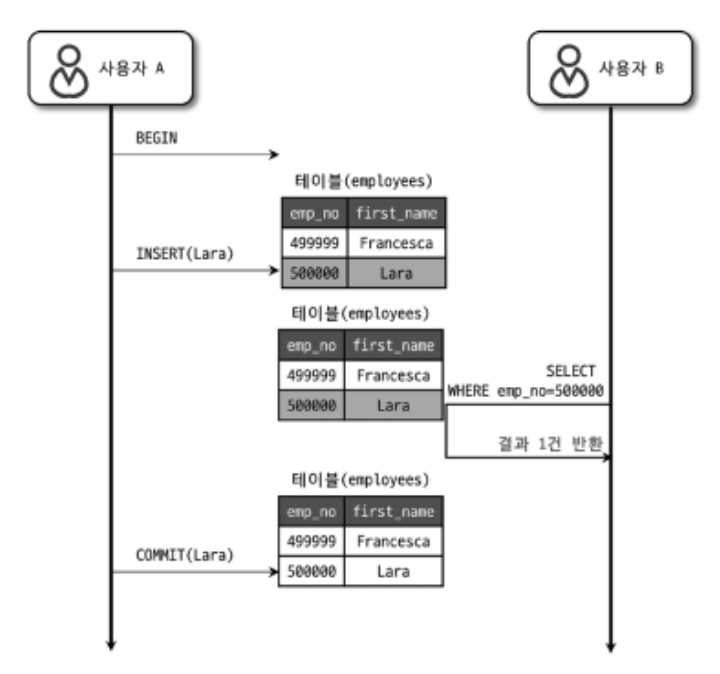 사용자 A
사용자 B
BEGIN
테이블(employees)
emp_no first_name
499999 Francesca
INSERT(Lara)
500000 Lara
테이블(employees)
emp_no first_name
499999 Francesca
500000 Lara
SELECT
WHERE emp_no=500000
결과 1건 반환
테이블(employees)
emp_no first_name
499999 Francesca
COMMIT(Lara)
500000 Lara